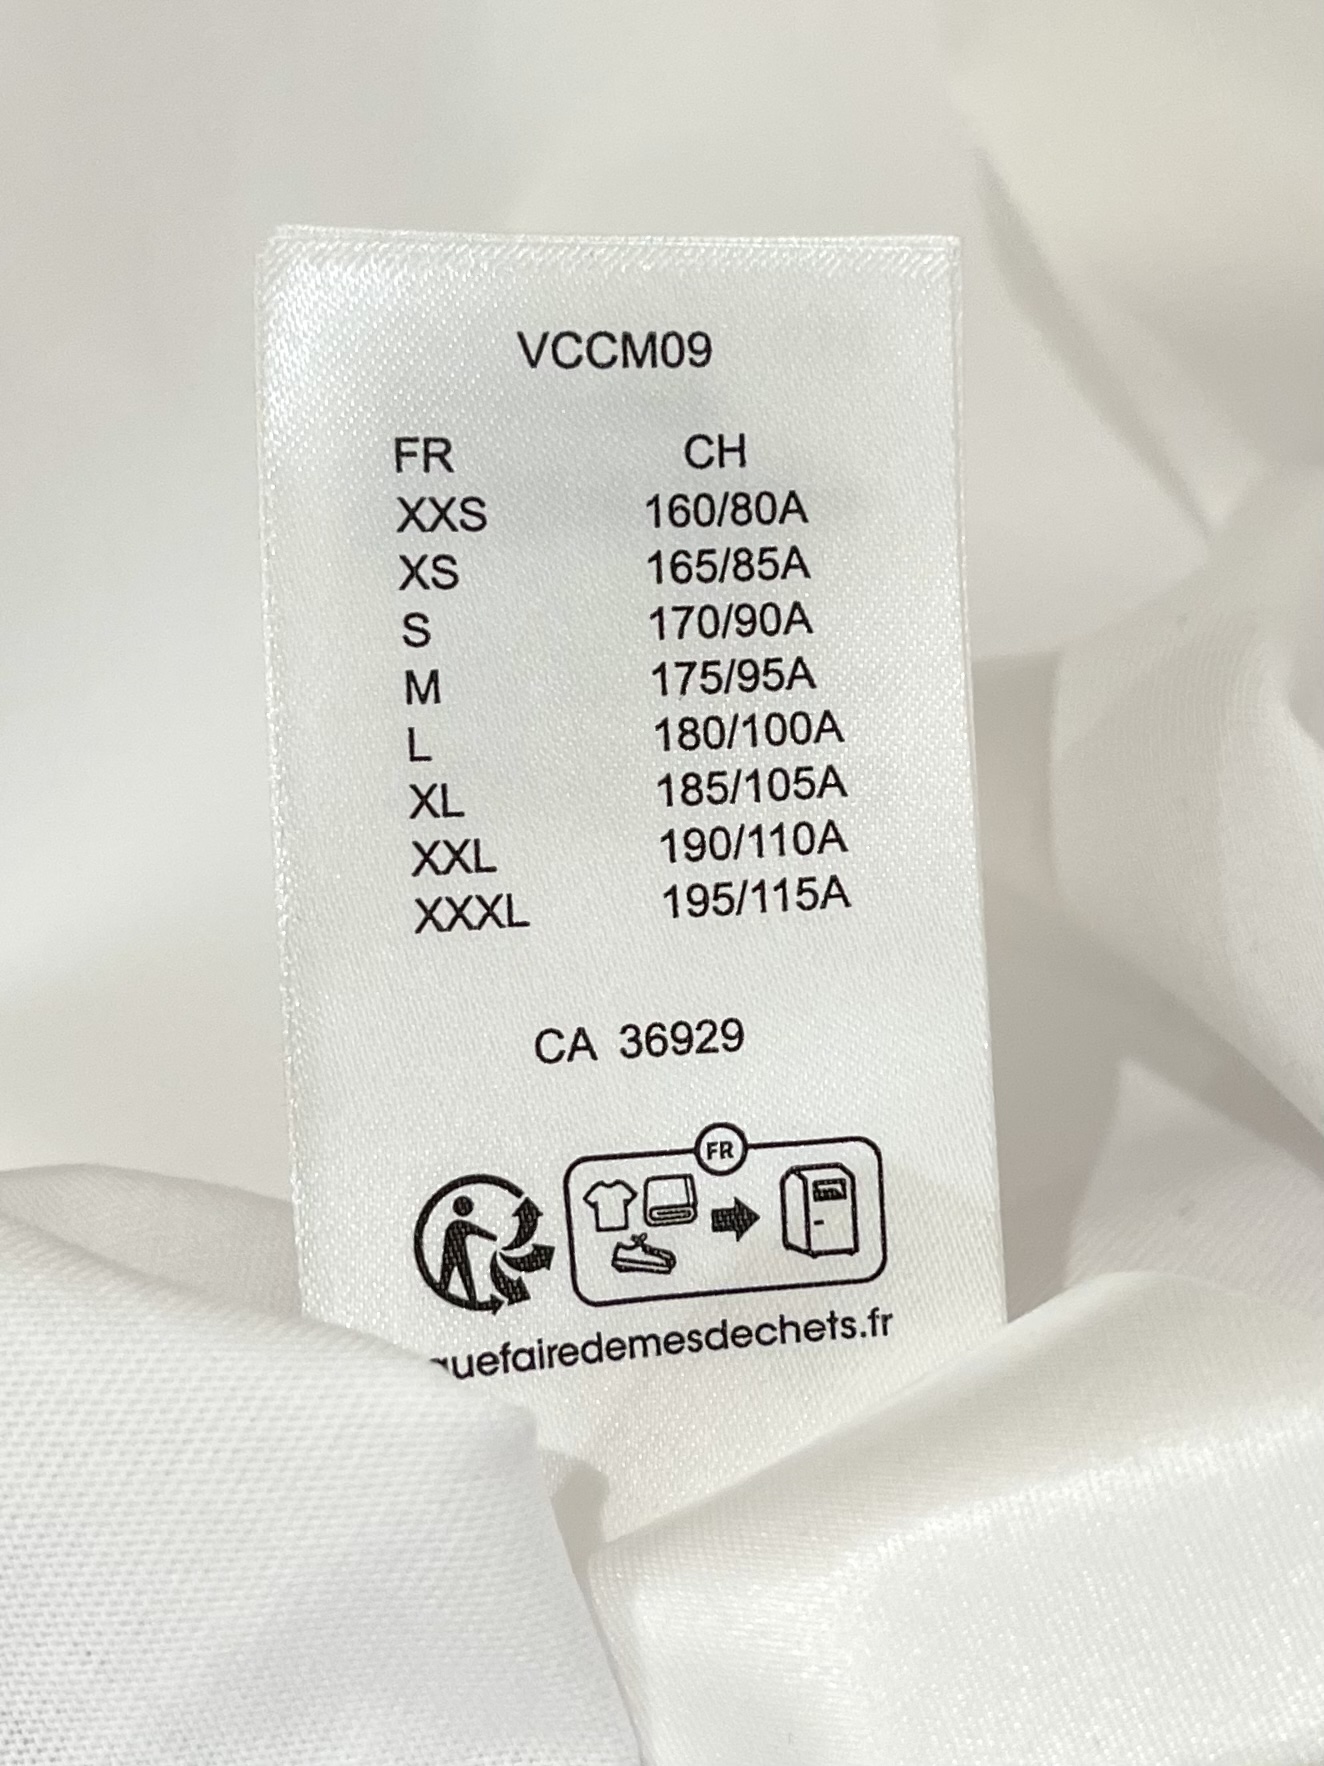 VCCM09
FR CH
XXS 160/80A
XS 165/85A
S 170/90A
M 175/95A
L 180/100A
XL 185/105A
XXL 190/110A
XXXL 195/115A
CA 36929
FR
quefairedemesdechets.fr